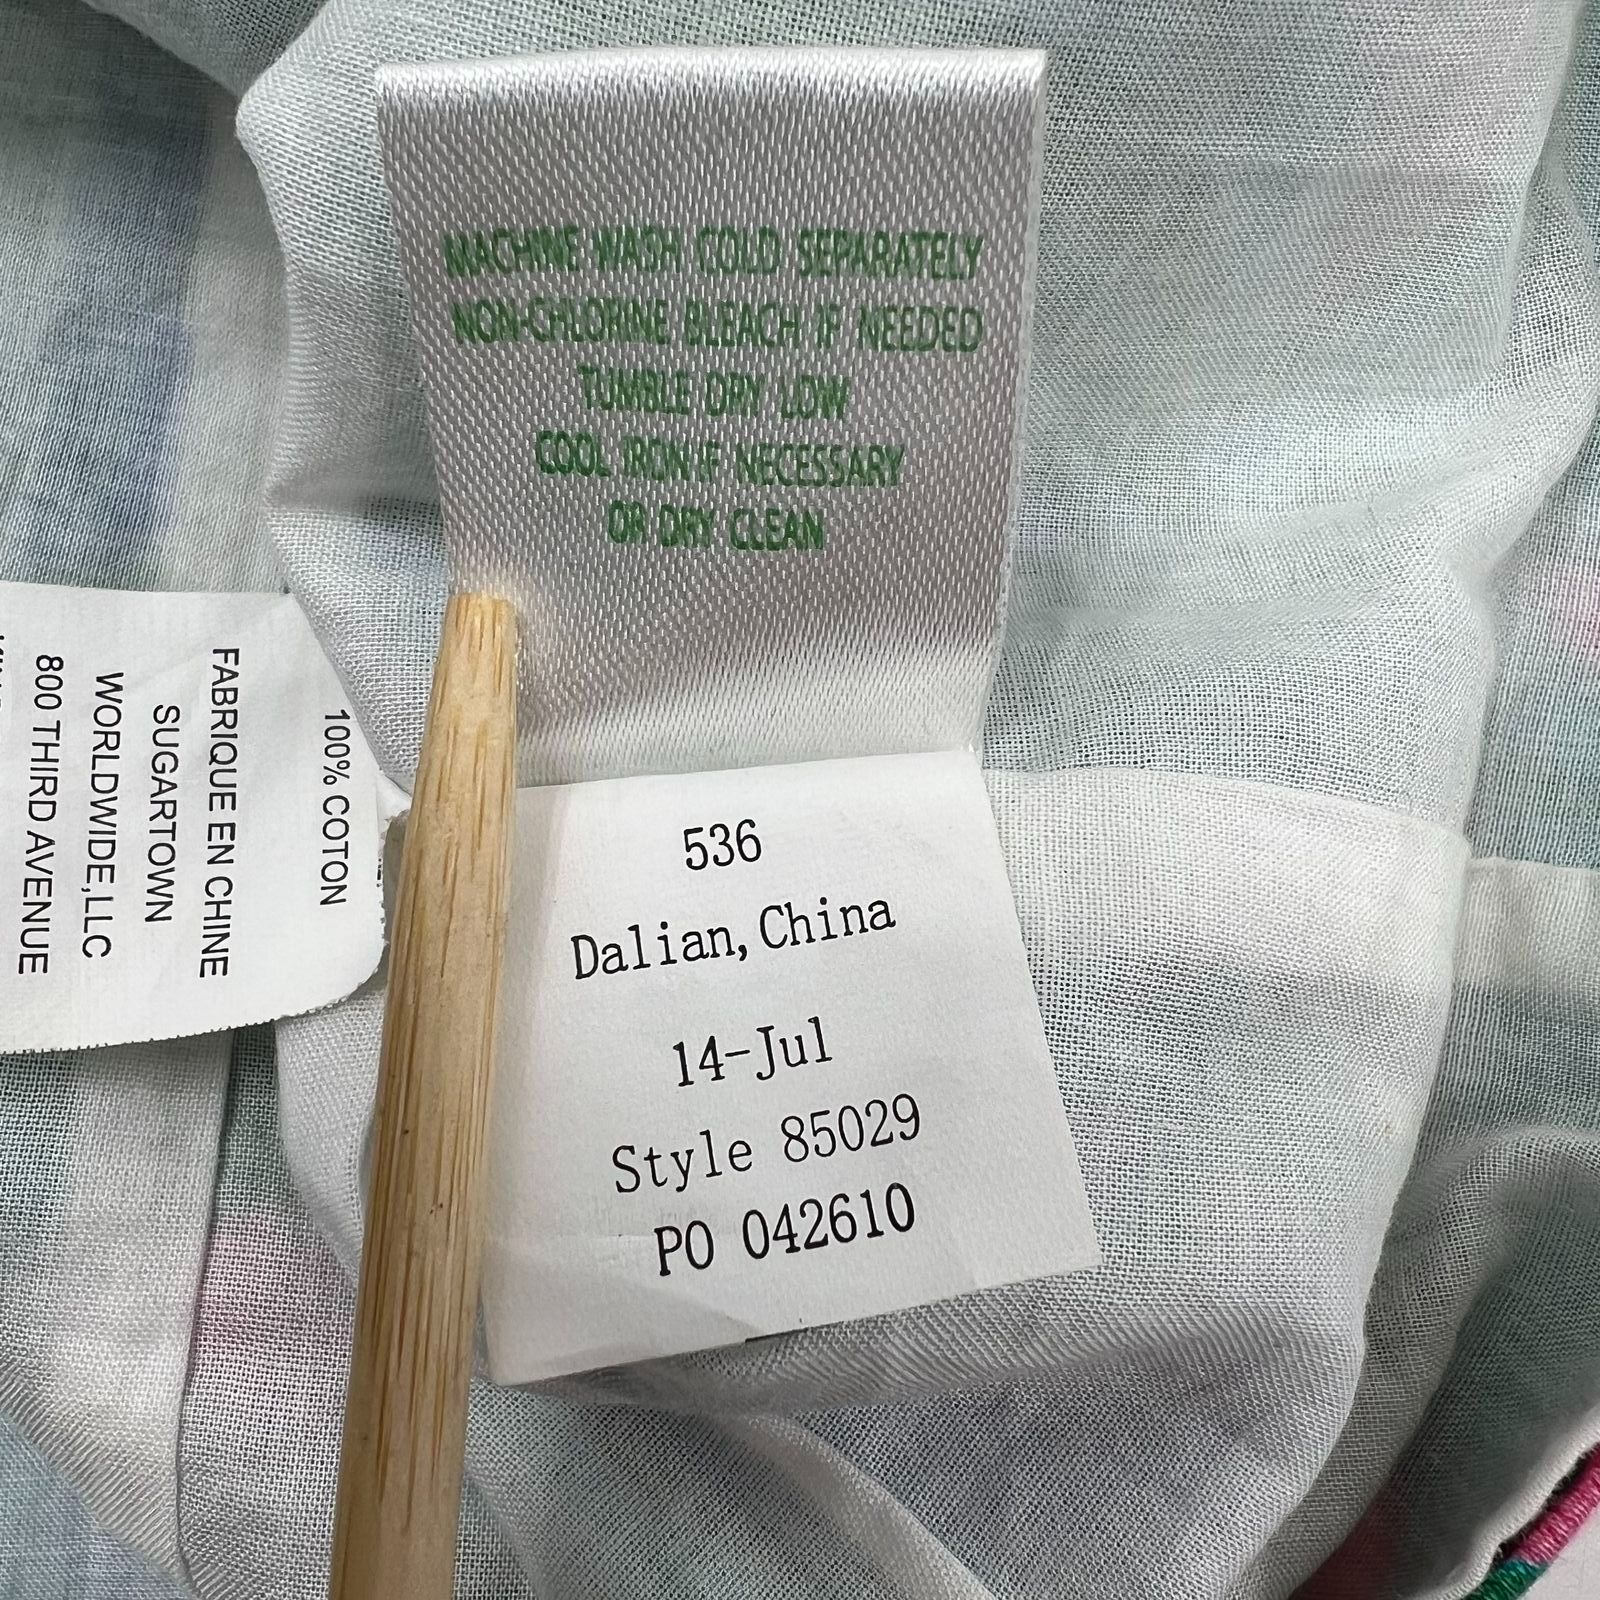 MACHINE WASH COLD SEPARATELY
NON-CHLORINE BLEACH IF NEEDED
TUMBLE DRY LOW
COOL IRON IF NECESSARY
OR DRY CLEAN
536
Dalian, China
14-Jul
Style 85029
PO 042610
100% COTON
FABRIQUE EN CHINE
SUGARTOWN
WORLDWIDE,LLC
800 THIRD AVENUE